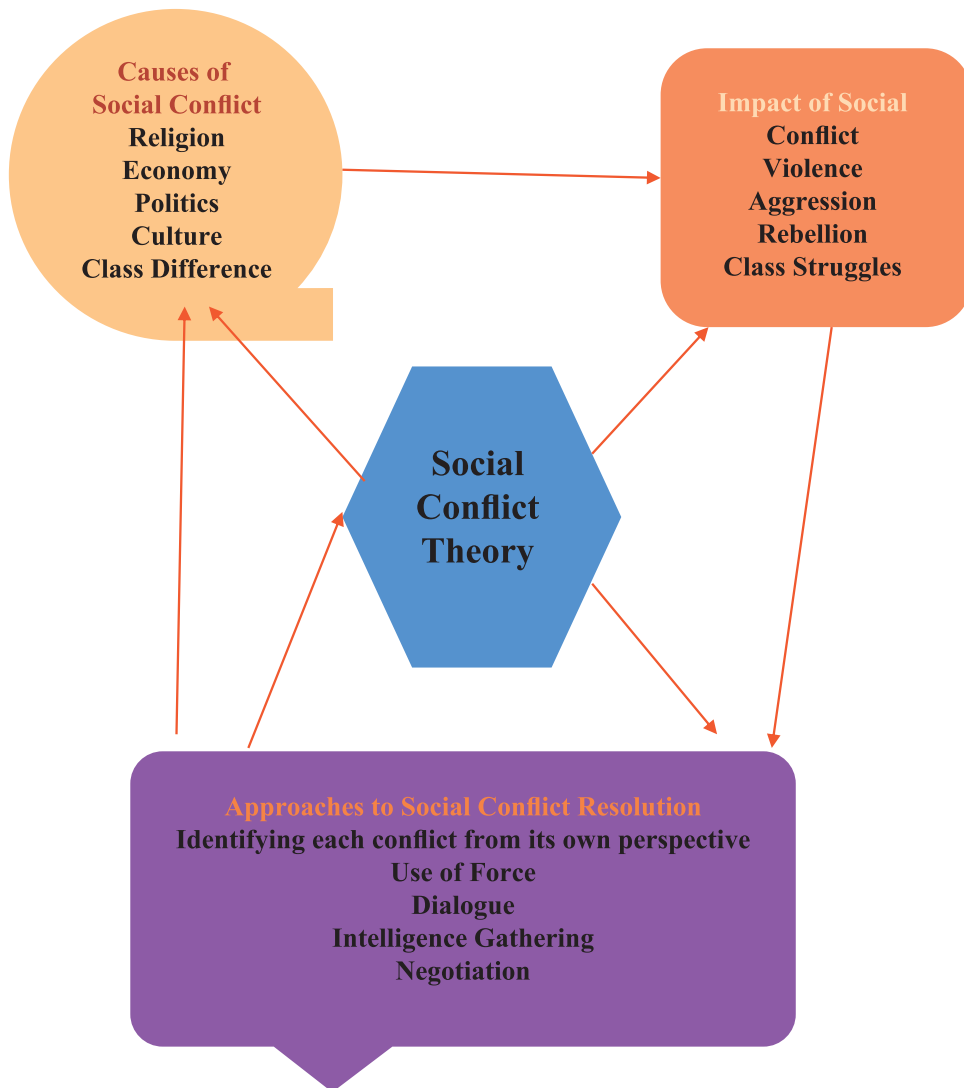 Causes of
Social Conflict
Religion
Economy
Politics
Culture
Class Difference
Impact of Social
Conflict
Violence
Aggression
Rebellion
Class Struggles
Social
Conflict
Theory
Approaches to Social Conflict Resolution
Identifying each conflict from its own perspective
Use of Force
Dialogue
Intelligence Gathering
Negotiation